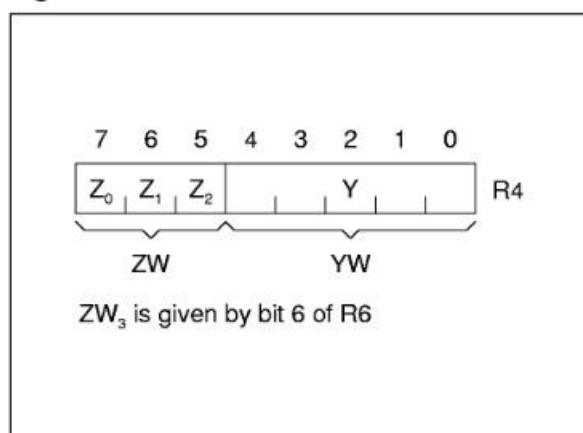 7 6 5 4 3 2 1 0
Z₀ Z₁ Z₂ Y R4
ZW YW
ZW₃ is given by bit 6 of R6